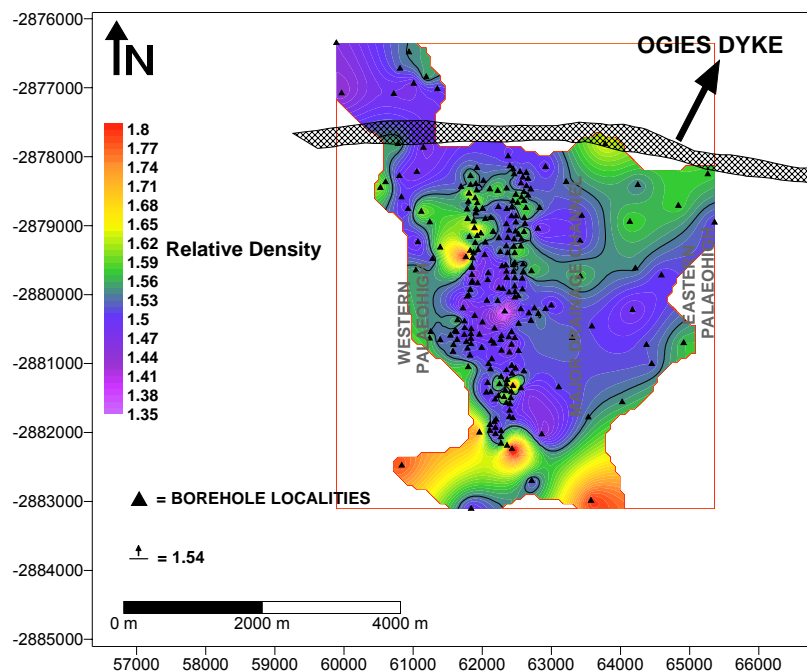 -2876000
-2877000
-2878000
-2879000
-2880000
-2881000
-2882000
-2883000
-2884000
-2885000
N
OGIES DYKE
1.8
1.77
1.74
1.71
1.68
1.65
1.62
1.59
1.56
1.53
1.5
1.47
1.44
1.41
1.38
1.35
Relative Density
WESTERN
PALAEOHIGH
MAJOR DRAINAGE CHANNEL
EASTERN
PALAEOHIGH
= BOREHOLE LOCALITIES
= 1.54
0 m 2000 m 4000 m
57000 58000 59000 60000 61000 62000 63000 64000 65000 66000